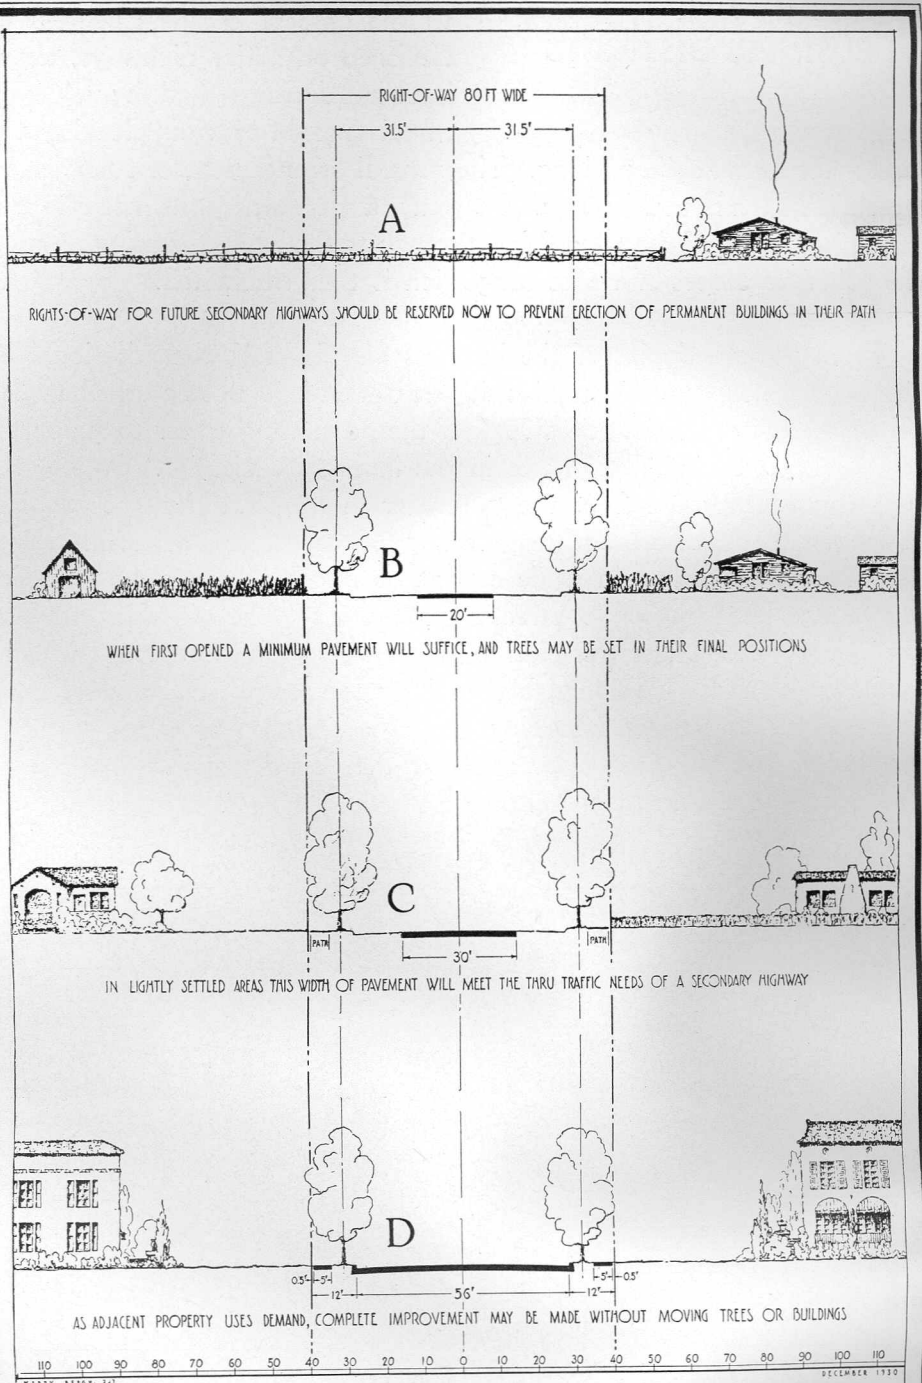 RIGHT-OF-WAY 80 FT WIDE
31.5' 31.5'
A
RIGHTS-OF-WAY FOR FUTURE SECONDARY HIGHWAYS SHOULD BE RESERVED NOW TO PREVENT ERECTION OF PERMANENT BUILDINGS IN THEIR PATH
B
20'
WHEN FIRST OPENED A MINIMUM PAVEMENT WILL SUFFICE, AND TREES MAY BE SET IN THEIR FINAL POSITIONS
C
PATH PATH
30'
IN LIGHTLY SETTLED AREAS THIS WIDTH OF PAVEMENT WILL MEET THE THRU TRAFFIC NEEDS OF A SECONDARY HIGHWAY
D
0.5' 5' 5' 0.5'
12' 56' 12'
AS ADJACENT PROPERTY USES DEMAND, COMPLETE IMPROVEMENT MAY BE MADE WITHOUT MOVING TREES OR BUILDINGS
110 100 90 80 70 60 50 40 30 20 10 0 10 20 30 40 50 60 70 80 90 100 110
DECEMBER 1930